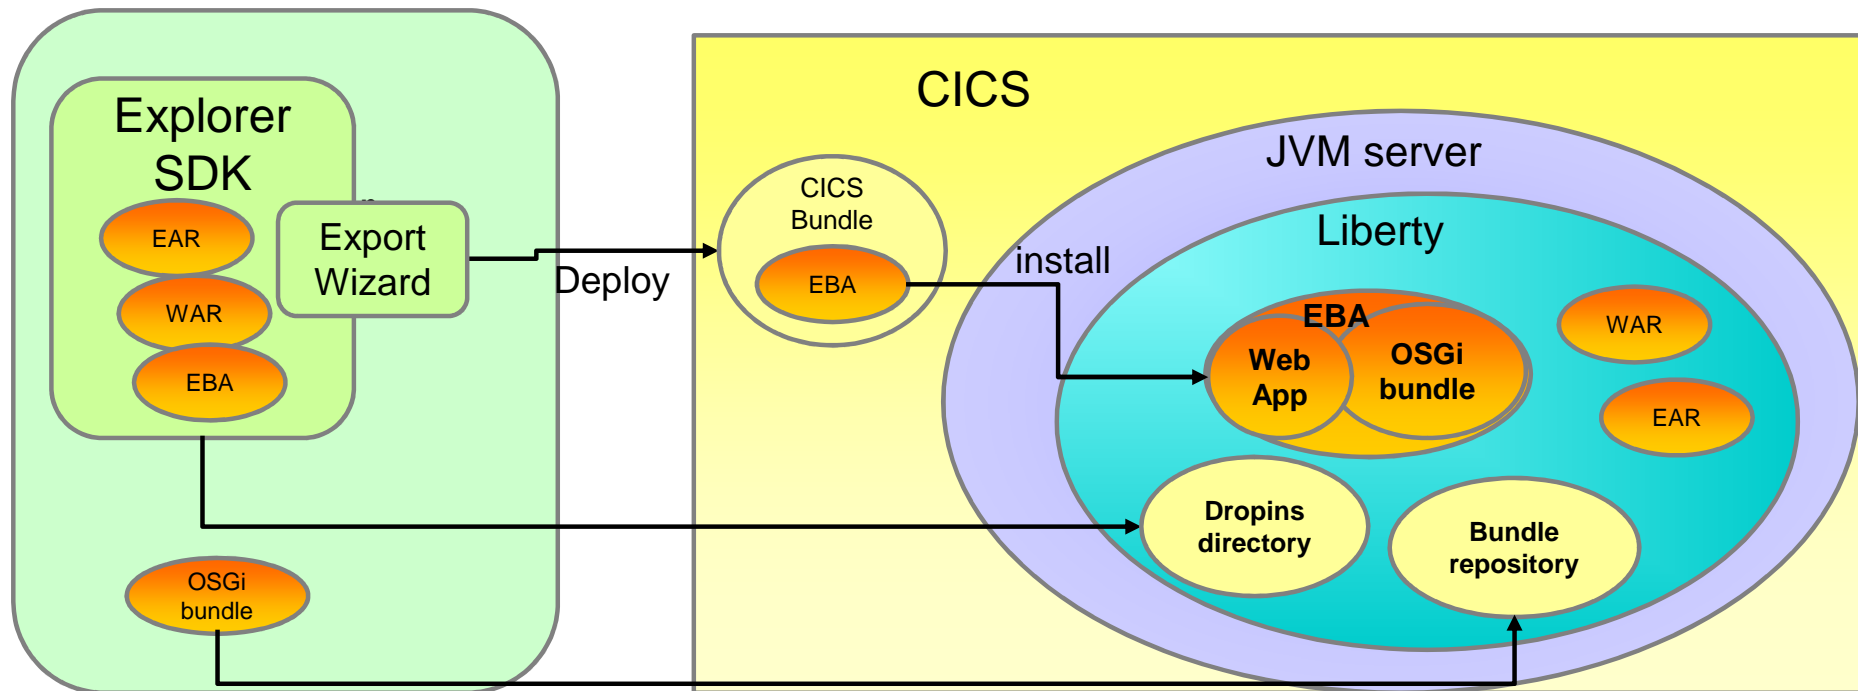 Explorer
SDK
EAR
WAR
EBA
Export
Wizard
Deploy
OSGi
bundle
CICS
CICS
Bundle
EBA
install
JVM server
Liberty
EBA
Web
App
OSGi
bundle
WAR
EAR
Dropins
directory
Bundle
repository